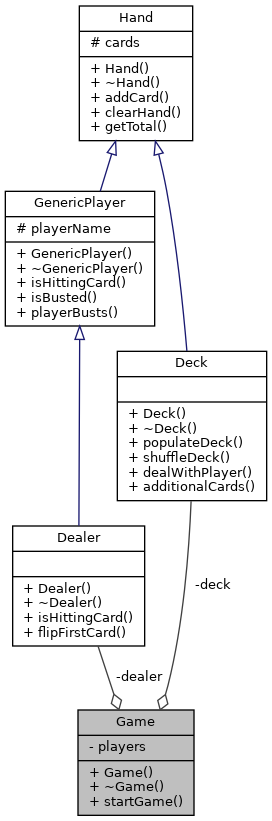 Hand
# cards
+ Hand()
+ ~Hand()
+ addCard()
+ clearHand()
+ getTotal()
GenericPlayer
# playerName
+ GenericPlayer()
+ ~GenericPlayer()
+ isHittingCard()
+ isBusted()
+ playerBusts()
Deck
+ Deck()
+ ~Deck()
+ populateDeck()
+ shuffleDeck()
+ dealWithPlayer()
+ additionalCards()
Dealer
+ Dealer()
+ ~Dealer()
+ isHittingCard()
+ flipFirstCard()
-deck
-dealer
Game
- players
+ Game()
+ ~Game()
+ startGame()